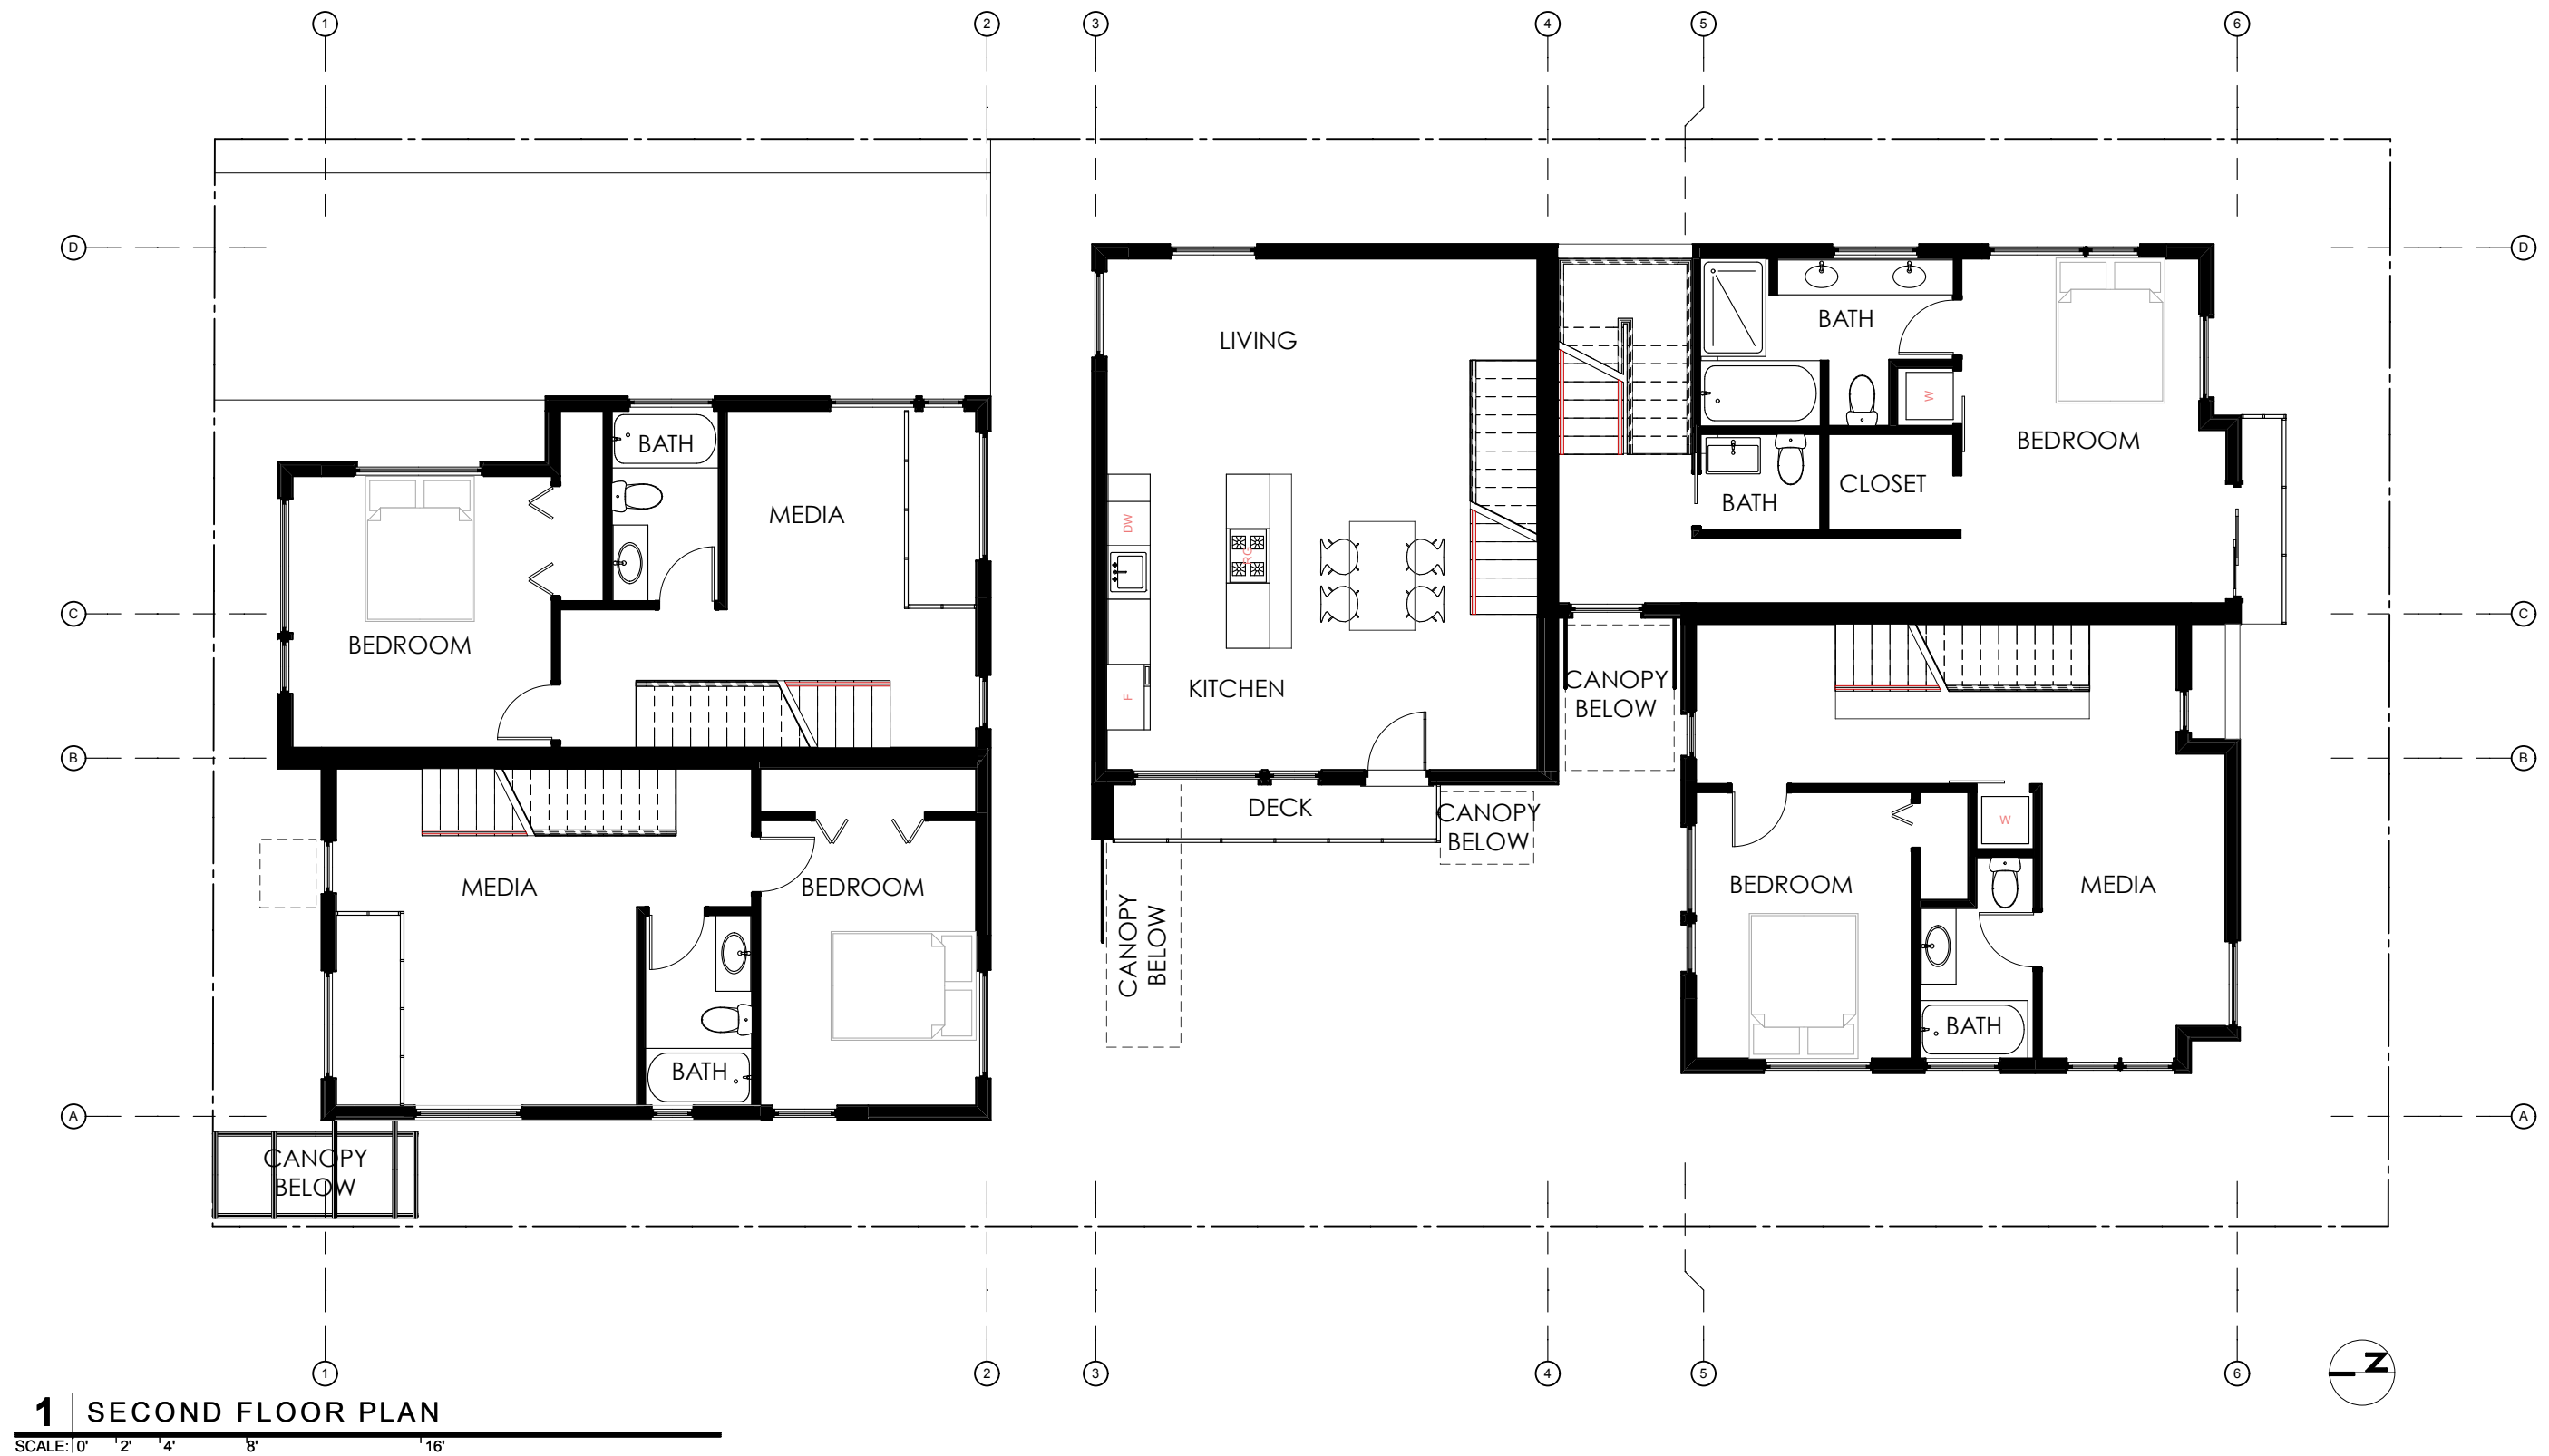 1 2 3 4 5 6
D D
LIVING
BATH
W
BEDROOM
BATH
MEDIA
CLOSET
BATH
DW
RG
C C
BEDROOM
KITCHEN
F
CANOPY
BELOW
B B
DECK
CANOPY
BELOW
W
MEDIA
BEDROOM
BEDROOM
MEDIA
CANOPY
BELOW
BATH
BATH
A A
CANOPY
BELOW
1 2 3 4 5 6
N
1 SECOND FLOOR PLAN
SCALE: 0' 2' 4' 8' 16'